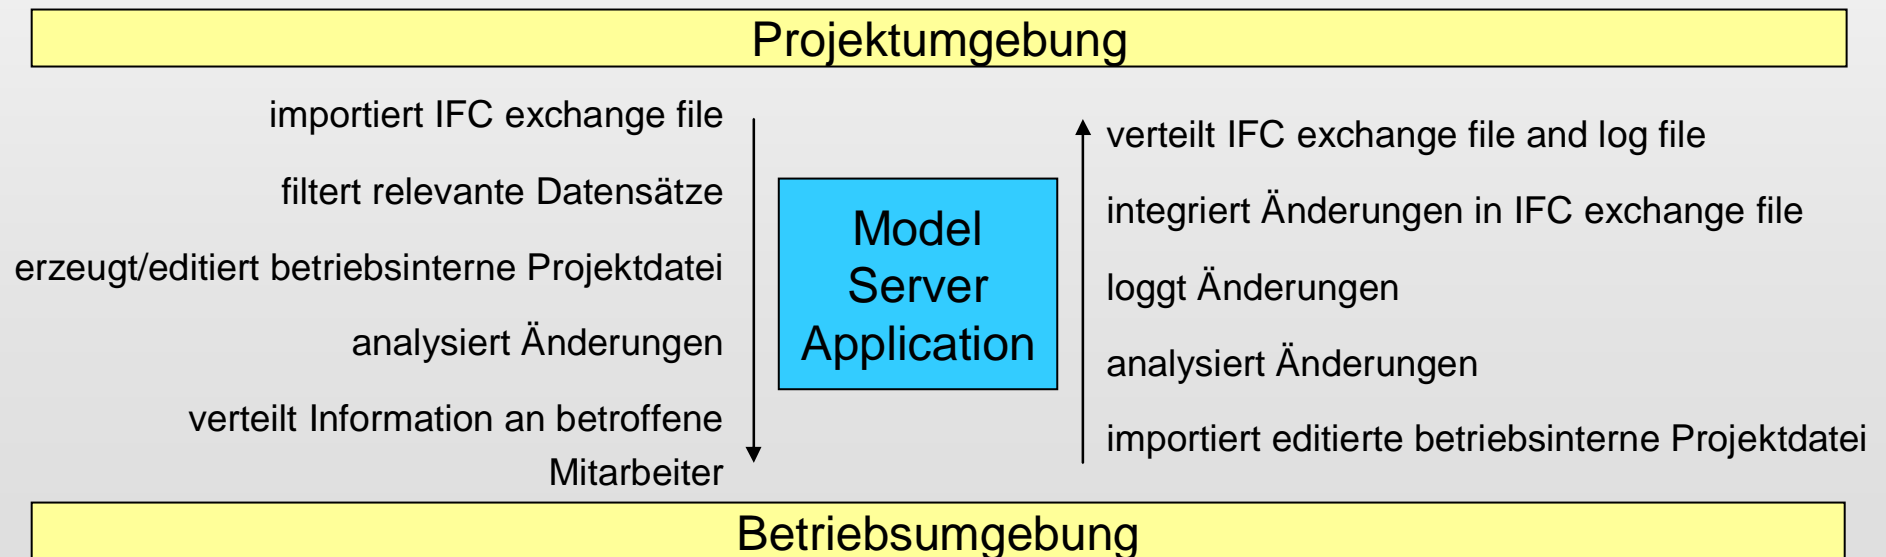 Projektumgebung
importiert IFC exchange file
filtert relevante Datensätze
erzeugt/editiert betriebsinterne Projektdatei
analysiert Änderungen
verteilt Information an betroffene
Mitarbeiter
Model
Server
Application
verteilt IFC exchange file and log file
integriert Änderungen in IFC exchange file
loggt Änderungen
analysiert Änderungen
importiert editierte betriebsinterne Projektdatei
Betriebsumgebung